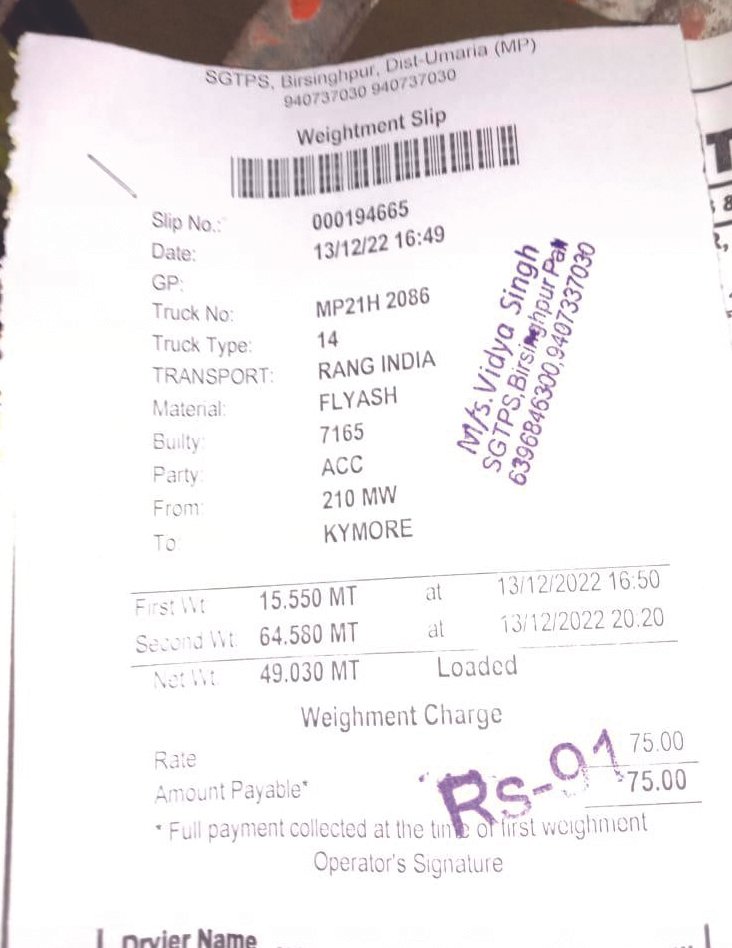 SGTPS, Birsinghpur, Dist-Umaria (MP)
940737030 940737030
Weightment Slip
Slip No.: 000194665
Date: 13/12/22 16:49
GP:
Truck No: MP21H 2086
Truck Type: 14
TRANSPORT: RANG INDIA
Material: FLYASH
Builty: 7165
Party: ACC
From: 210 MW
To: KYMORE
M/s. Vidya Singh
SGTPS, Birsinghpur Pali
6396846300,9407337030
First Wt 15.550 MT at 13/12/2022 16:50
Second Wt: 64.580 MT at 13/12/2022 20.20
Net Wt. 49.030 MT Loaded
Weighment Charge
Rate 75.00
Amount Payable* 75.00
Rs-91
* Full payment collected at the time of first weighment
Operator's Signature
Drvier Name